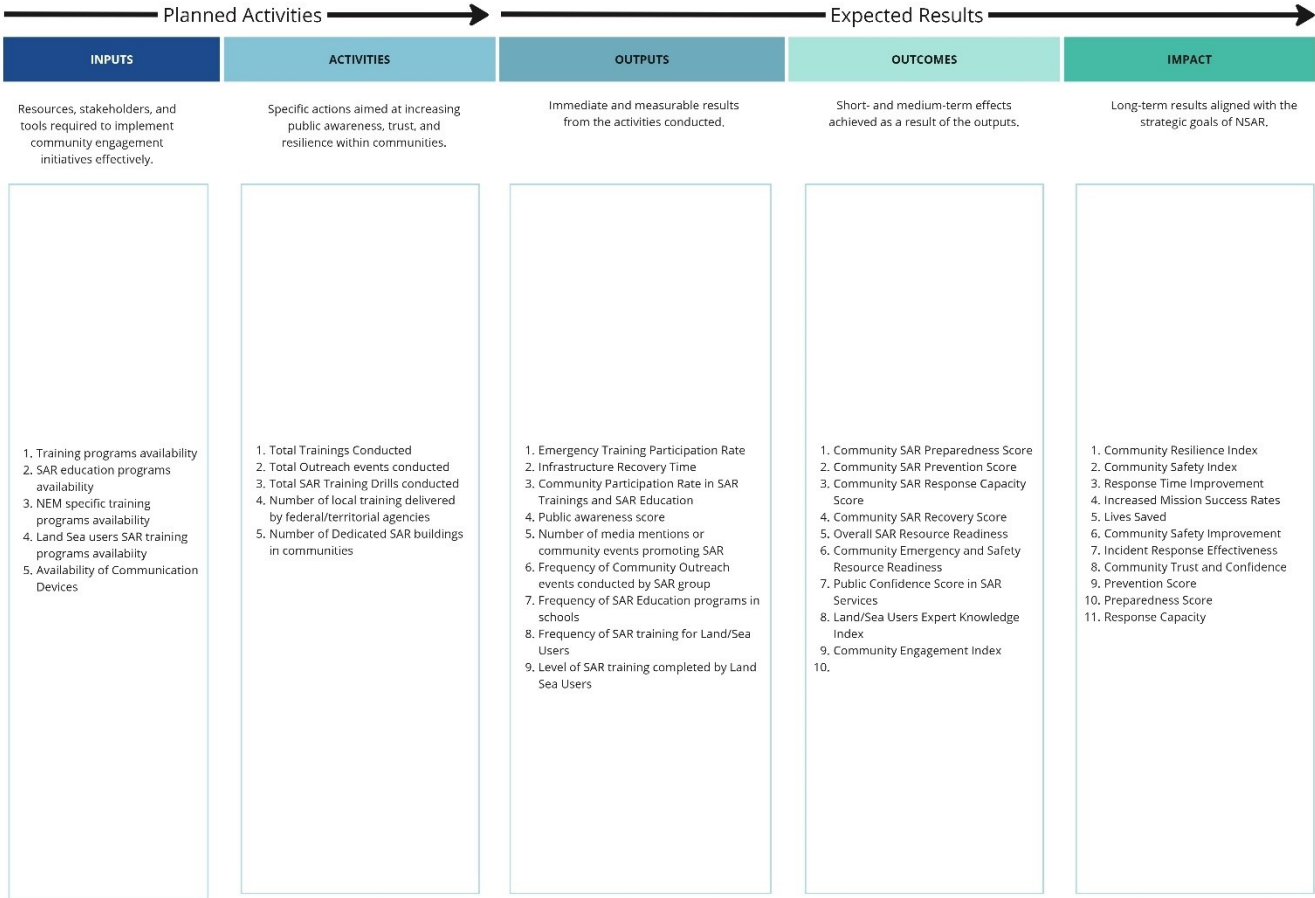 Planned Activities
Expected Results
INPUTS
ACTIVITIES
OUTPUTS
OUTCOMES
IMPACT
Resources, stakeholders, and
tools required to implement
community engagement
initiatives effectively.
Specific actions aimed at increasing
public awareness, trust, and
resilience within communities.
Immediate and measurable results
from the activities conducted.
Short- and medium-term effects
achieved as a result of the outputs.
Long-term results aligned with the
strategic goals of NSAR.
1. Training programs availability
2. SAR education programs
availability
3. NEM specific training
programs availability
4. Land Sea users SAR training
programs availabiity
5. Availability of Communication
Devices
1. Total Trainings Conducted
2. Total Outreach events conducted
3. Total SAR Training Drills conducted
4. Number of local training delivered
by federal/territorial agencies
5. Number of Dedicated SAR buildings
in communities
1. Emergency Training Participation Rate
2. Infrastructure Recovery Time
3. Community Participation Rate in SAR
Trainings and SAR Education
4. Public awareness score
5. Number of media mentions or
community events promoting SAR
6. Frequency of Community Outreach
events conducted by SAR group
7. Frequency of SAR Education programs in
schools
8. Frequency of SAR training for Land/Sea
Users
9. Level of SAR training completed by Land
Sea Users
1. Community SAR Preparedness Score
2. Community SAR Prevention Score
3. Community SAR Response Capacity
Score
4. Community SAR Recovery Score
5. Overall SAR Resource Readiness
6. Community Emergency and Safety
Resource Readiness
7. Public Confidence Score in SAR
Services
8. Land/Sea Users Expert Knowledge
Index
9. Community Engagement Index
10.
1. Community Resilience Index
2. Community Safety Index
3. Response Time Improvement
4. Increased Mission Success Rates
5. Lives Saved
6. Community Safety Improvement
7. Incident Response Effectiveness
8. Community Trust and Confidence
9. Prevention Score
10. Preparedness Score
11. Response Capacity